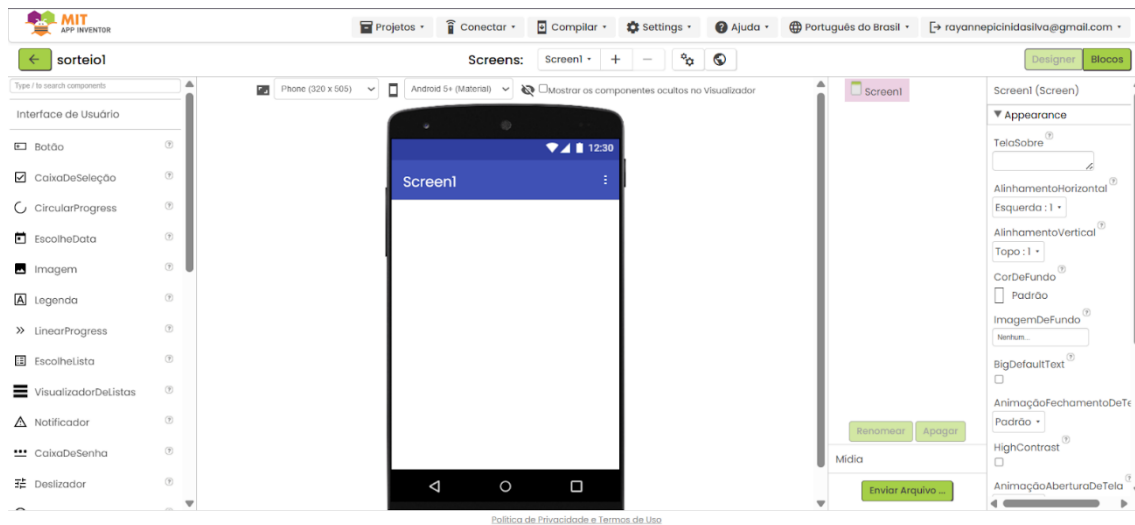 MIT
APP INVENTOR
Projetos
Conectar
Compilar
Settings
Ajuda
Português do Brasil
rayannepicinidasilva@gmail.com
sorteio1
Screens:
Screen1
Designer
Blocos
Type / to search components
Interface de Usuário
Botão
CaixaDeSeleção
CircularProgress
EscolheData
Imagem
Legenda
LinearProgress
EscolheLista
VisualizadorDeListas
Notificador
CaixaDeSenha
Deslizador
Phone (320 x 505)
Android 5+ (Material)
Mostrar os componentes ocultos no Visualizador
12:30
Screen1
Screen1
Renomear
Apagar
Mídia
Enviar Arquivo ...
Screen1 (Screen)
Appearance
TelaSobre
AlinhamentoHorizontal
Esquerda : 1
AlinhamentoVertical
Topo : 1
CorDeFundo
Padrão
ImagemDeFundo
Nenhum...
BigDefaultText
AnimaçãoFechamentoDeTe
Padrão
HighContrast
AnimaçãoAberturaDeTela
Política de Privacidade e Termos de Uso